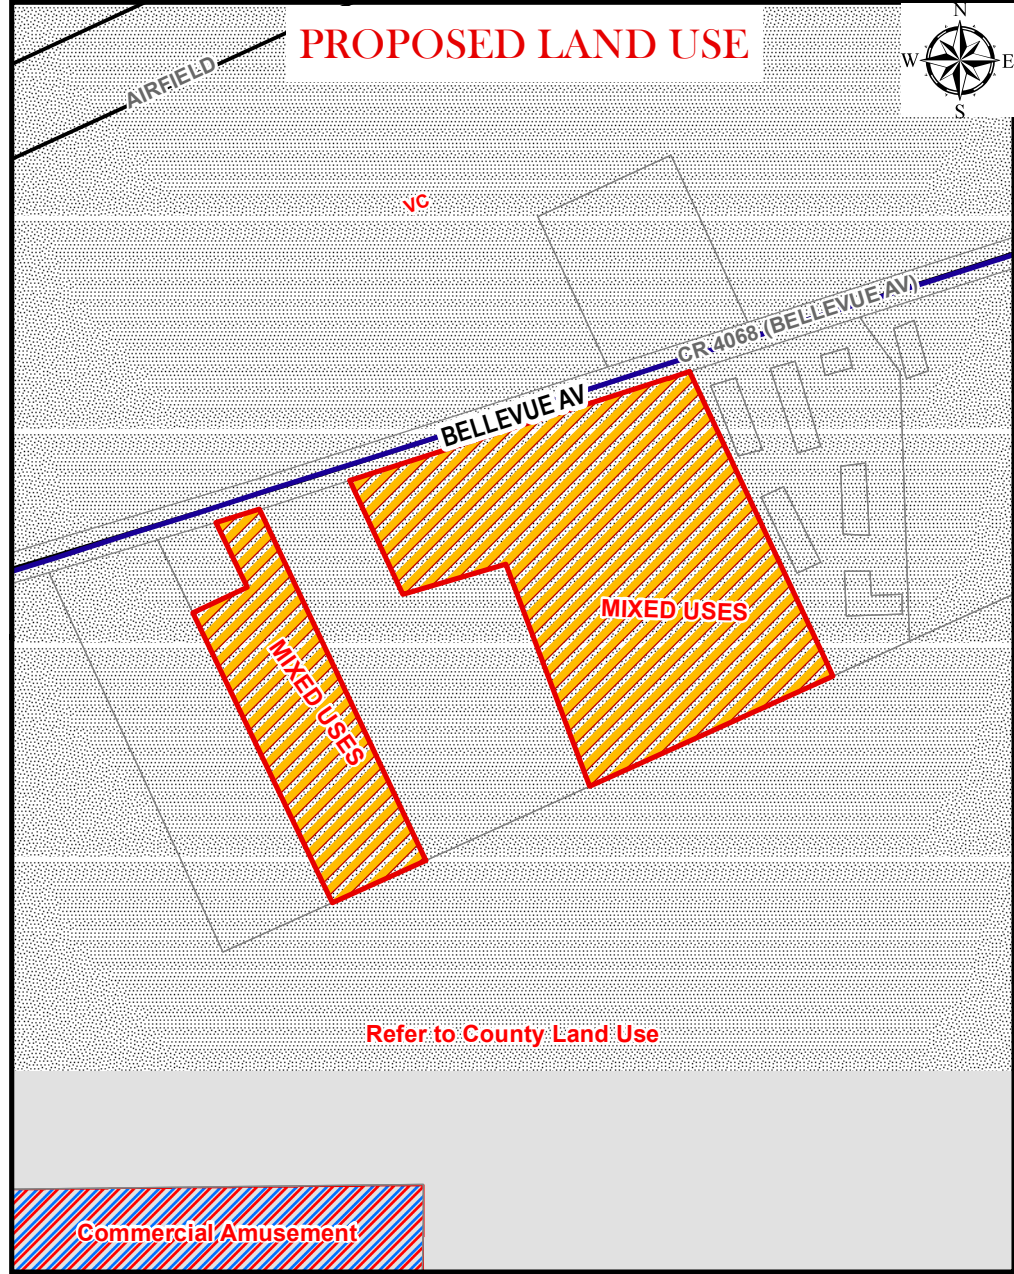 N
PROPOSED LAND USE
W E
AIRFIELD
S
VC
CR 4068 (BELLEVUE AV)
BELLEVUE AV
MIXED USES
MIXED USES
Refer to County Land Use
Commercial Amusement